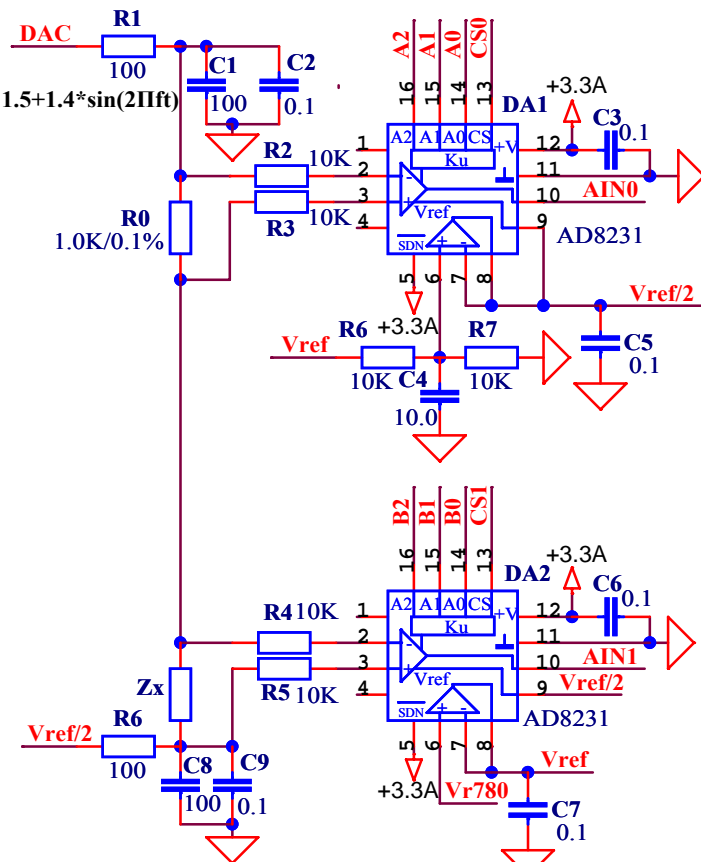 R1
DAC
100
C1
C2
100
0.1
1.5+1.4*sin(2Πft)
A2
A1
A0
CS0
16
15
14
13
DA1
+3.3A
C3
0.1
A2 A1 A0 CS
+V
Ku
1
2
3
4
12
11
10
9
AIN0
R2
10K
R3
10K
R0
1.0K/0.1%
Vref
SDN
AD8231
5
6
7
8
+3.3A
Vref/2
C5
0.1
Vref
R6
10K
R7
10K
C4
10.0
B2
B1
B0
CS1
16
15
14
13
DA2
+3.3A
C6
0.1
A2 A1 A0 CS
+V
Ku
1
2
3
4
12
11
10
9
AIN1
Vref/2
R4 10K
R5 10K
Zx
Vref
SDN
AD8231
5
6
7
8
+3.3A
Vr780
Vref
C7
0.1
Vref/2
R6
100
C8
C9
100
0.1